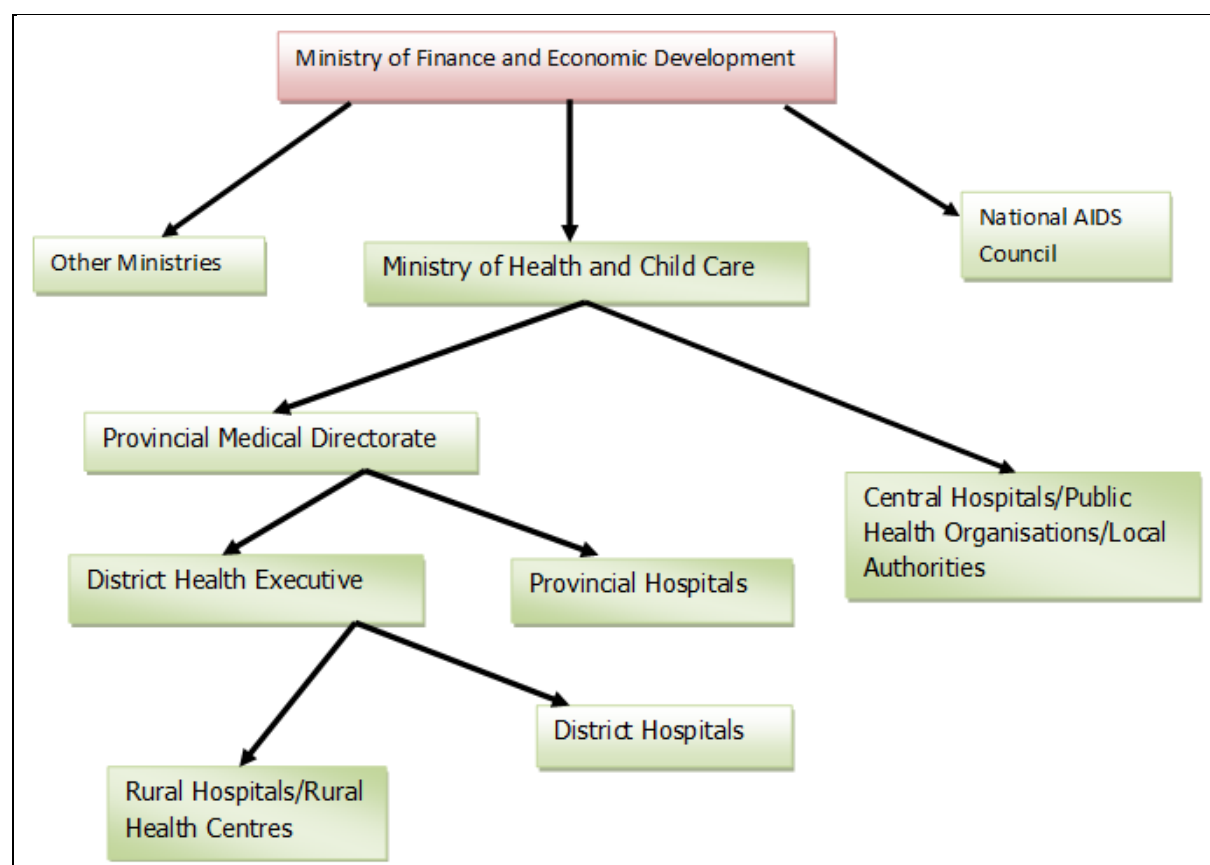 Ministry of Finance and Economic Development
Other Ministries
Ministry of Health and Child Care
National AIDS
Council
Provincial Medical Directorate
Central Hospitals/Public
Health Organisations/Local
Authorities
District Health Executive
Provincial Hospitals
District Hospitals
Rural Hospitals/Rural
Health Centres